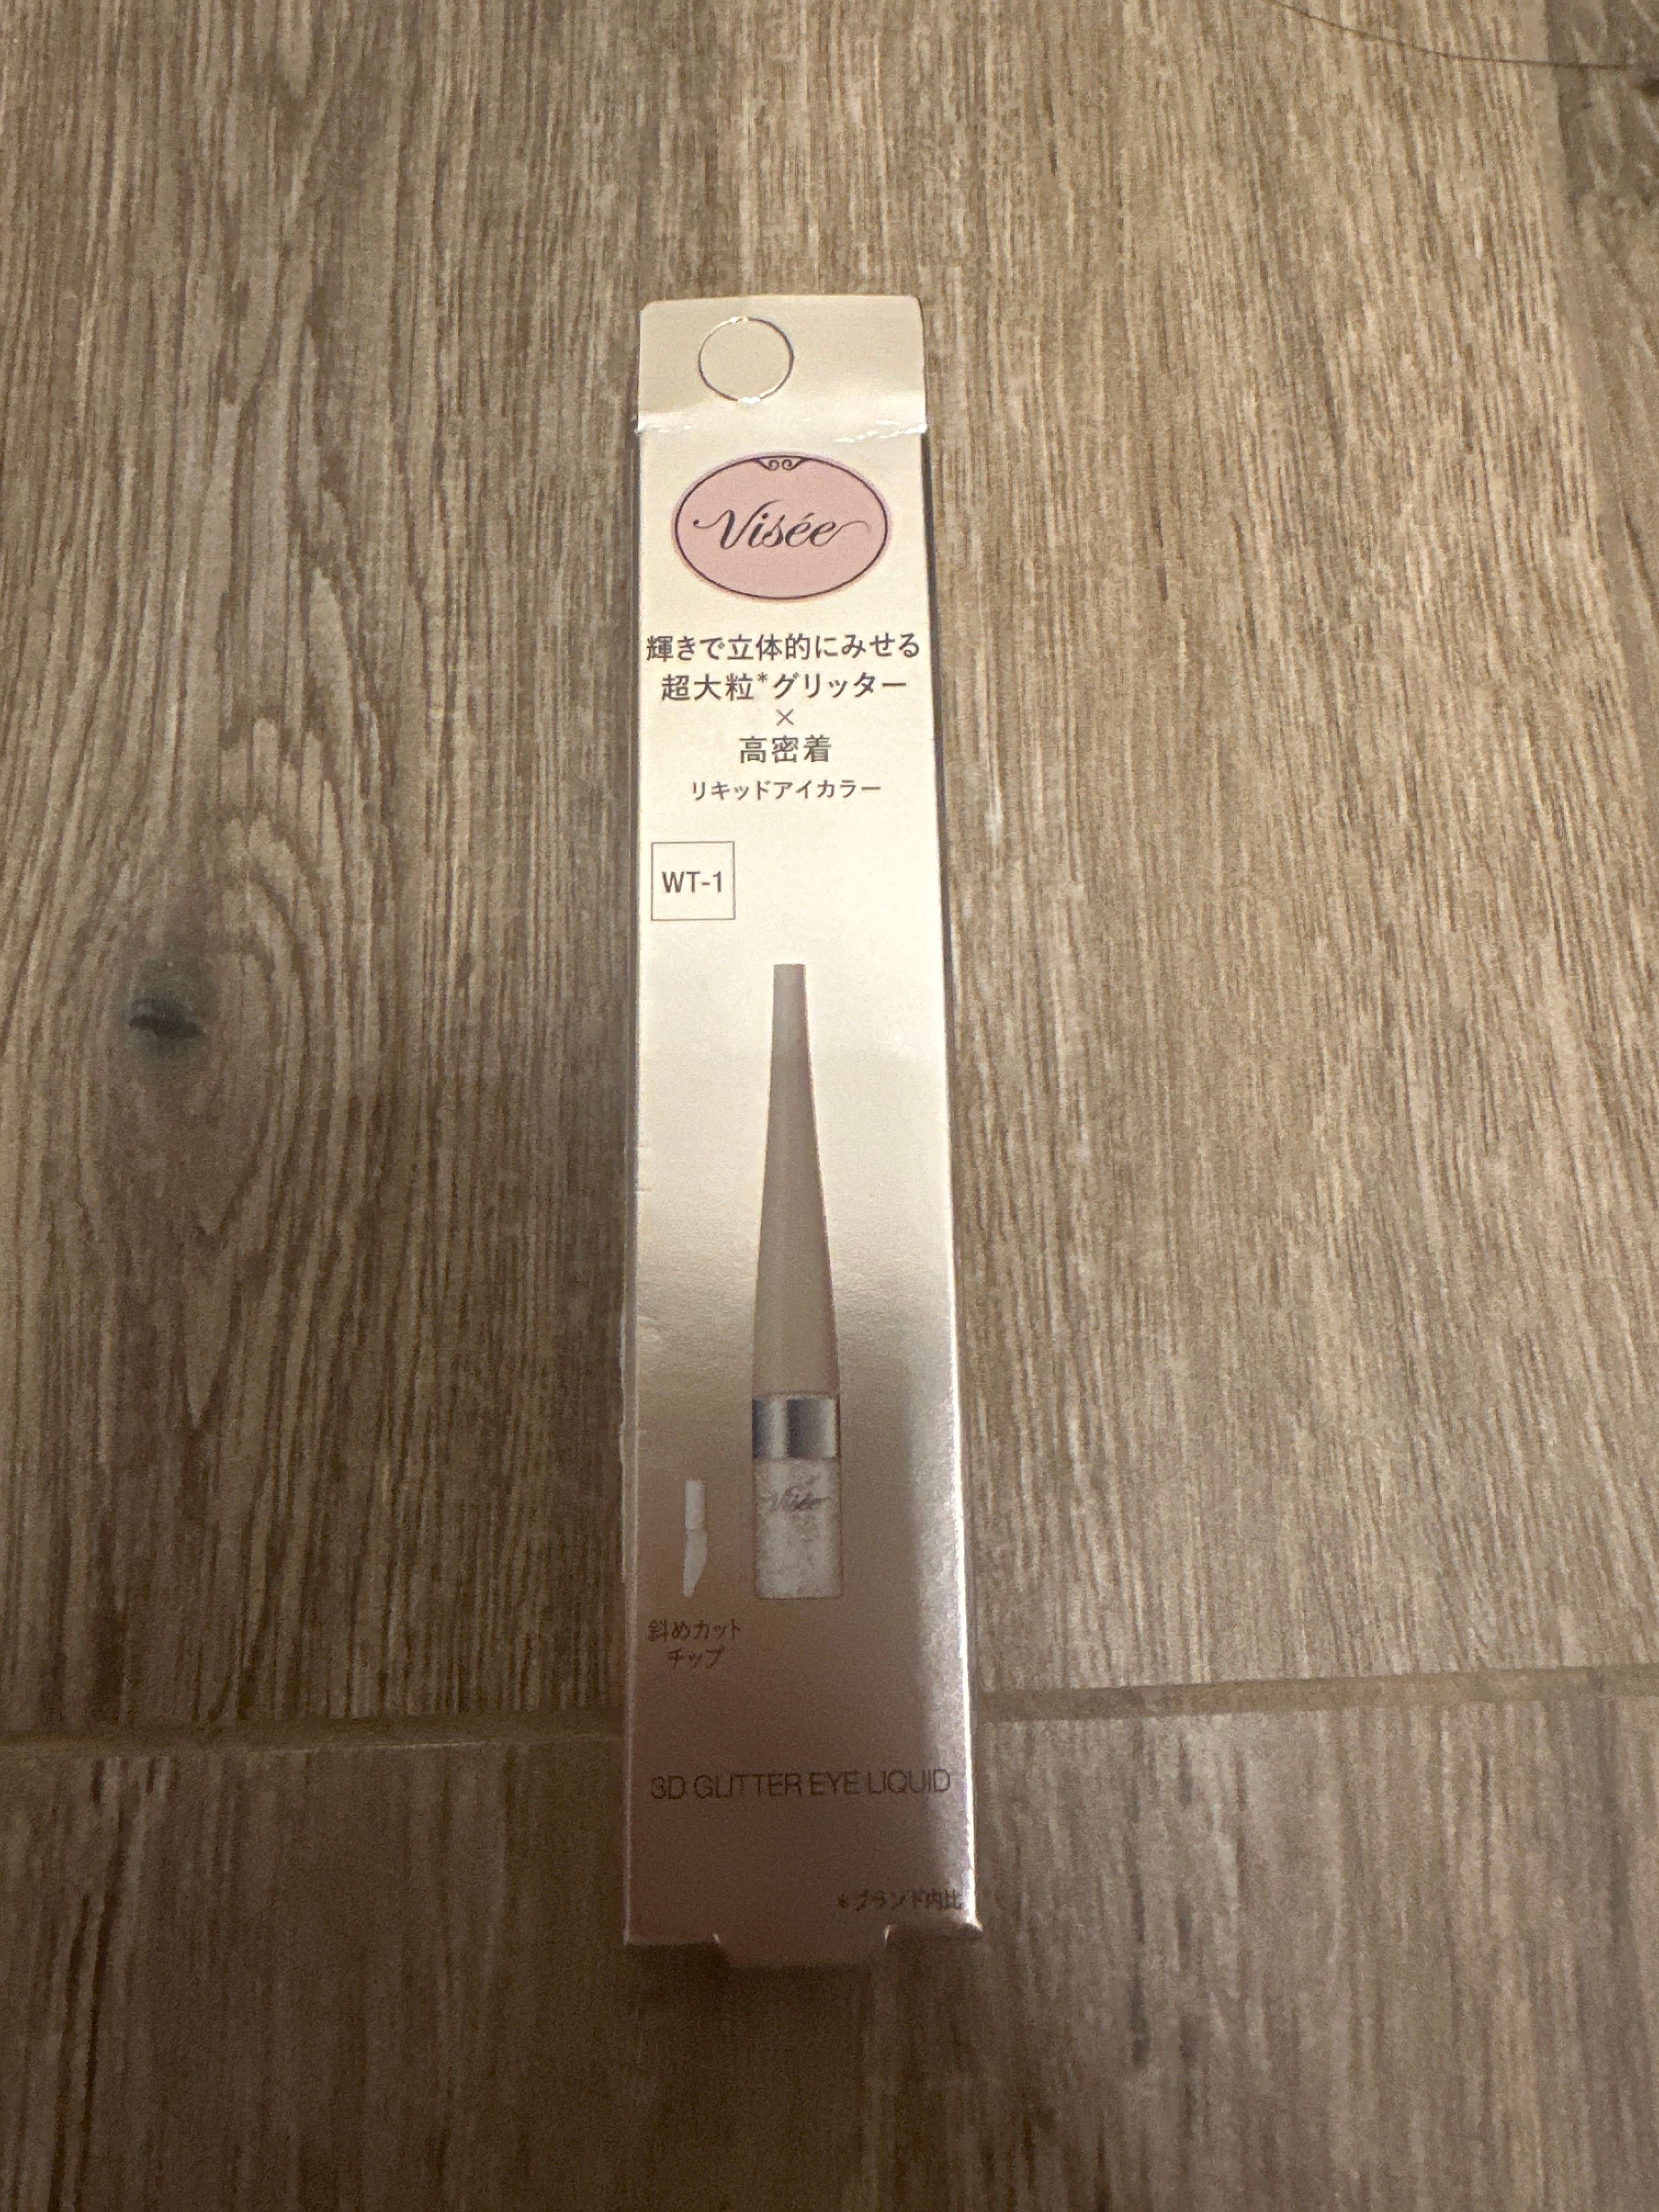 Visée
輝きで立体的にみせる
超大粒*グリッター
×
高密着
リキッドアイカラー
WT-1
Visée
斜めカット
チップ
3D GLITTER EYE LIQUID
*ブランド内比